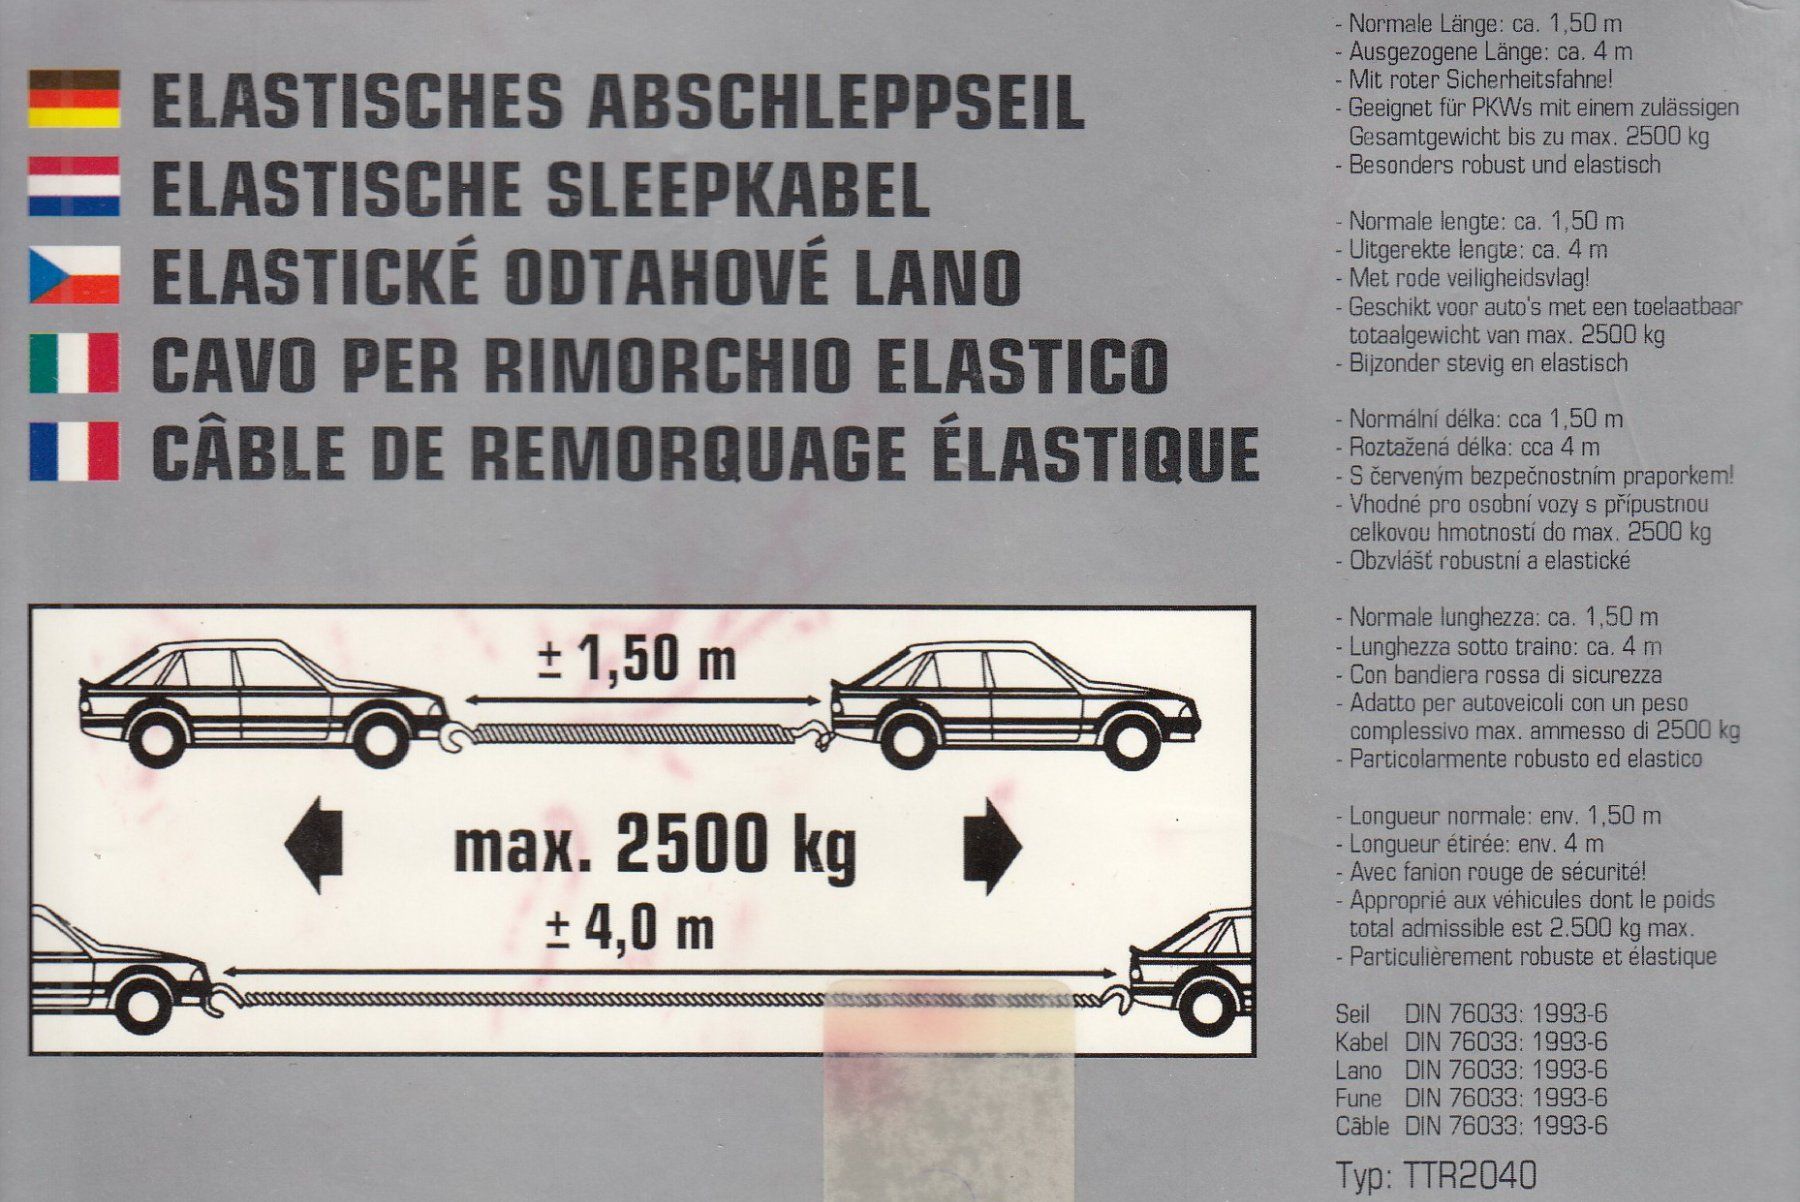 ELASTISCHES ABSCHLEPPSEIL
ELASTISCHE SLEEPKABEL
ELASTICKÉ ODTAHOVÉ LANO
CAVO PER RIMORCHIO ELASTICO
CÂBLE DE REMORQUAGE ÉLASTIQUE
± 1,50 m
max. 2500 kg
± 4,0 m
- Normale Länge: ca. 1,50 m
- Ausgezogene Länge: ca. 4 m
- Mit roter Sicherheitsfahne!
- Geeignet für PKWs mit einem zulässigen
Gesamtgewicht bis zu max. 2500 kg
- Besonders robust und elastisch
- Normale lengte: ca. 1,50 m
- Uitgerekte lengte: ca. 4 m
- Met rode veiligheidsvlag!
- Geschikt voor auto's met een toelaatbaar
totaalgewicht van max. 2500 kg
- Bijzonder stevig en elastisch
- Normální délka: cca 1,50 m
- Roztažená délka: cca 4 m
- S červeným bezpečnostním praporkem!
- Vhodné pro osobní vozy s přípustnou
celkovou hmotností do max. 2500 kg
- Obzvlášť robustní a elastické
- Normale lunghezza: ca. 1,50 m
- Lunghezza sotto traino: ca. 4 m
- Con bandiera rossa di sicurezza
- Adatto per autoveicoli con un peso
complessivo max. ammesso di 2500 kg
- Particolarmente robusto ed elastico
- Longueur normale: env. 1,50 m
- Longueur étirée: env. 4 m
- Avec fanion rouge de sécurité!
- Approprié aux véhicules dont le poids
total admissible est 2.500 kg max.
- Particulièrement robuste et élastique
Seil DIN 76033: 1993-6
Kabel DIN 76033: 1993-6
Lano DIN 76033: 1993-6
Fune DIN 76033: 1993-6
Câble DIN 76033: 1993-6
Typ: TTR2040